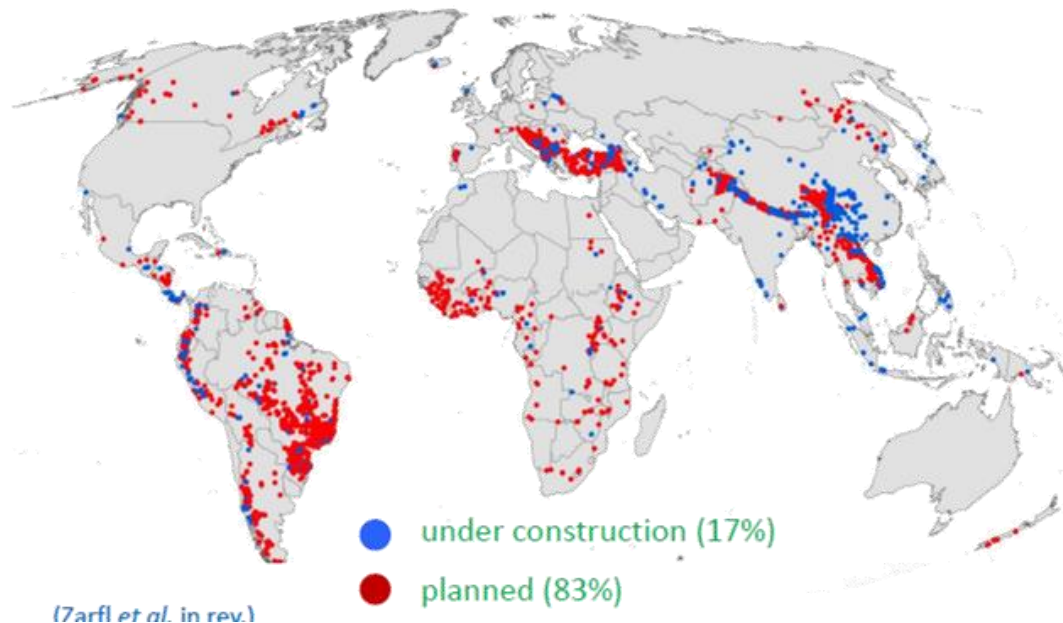 under construction (17%)
planned (83%)
(Zarfl et al. in rev.)